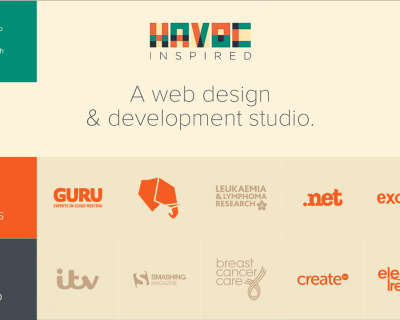 HAVOC
INSPIRED
A web design
& development studio.
GURU
EXPERTS IN CLOUD HOSTING
LEUKAEMIA
& LYMPHOMA
RESEARCH
.net
exc
itv
SMASHING
MAGAZINE
breast
cancer
care
create
ele
Ire